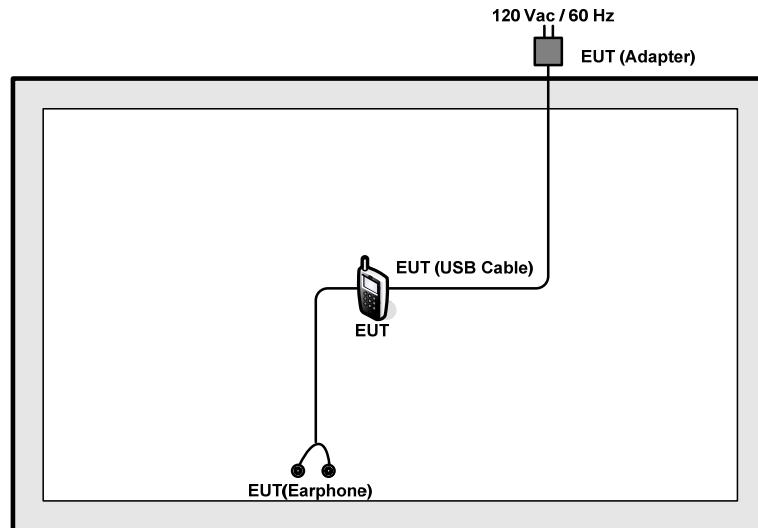 120 Vac / 60 Hz
EUT (Adapter)
EUT (USB Cable)
EUT
EUT(Earphone)